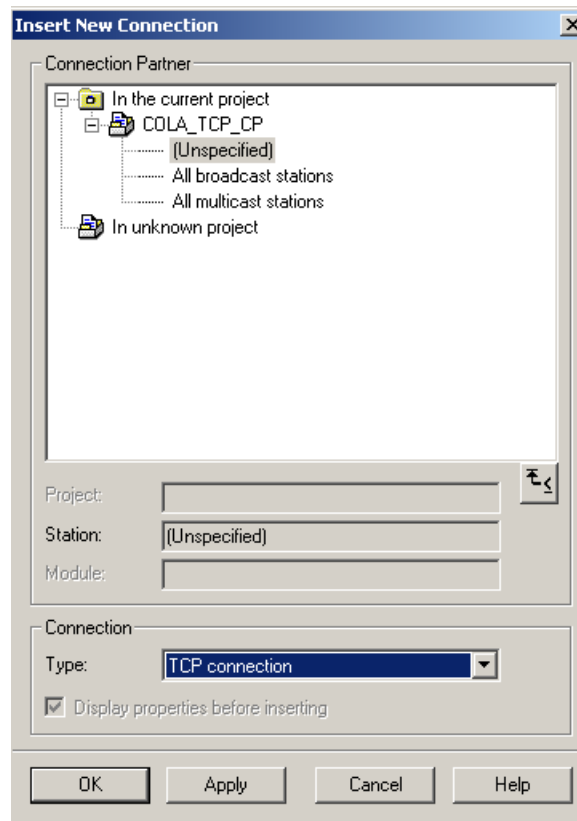 Insert New Connection
Connection Partner
In the current project
COLA_TCP_CP
(Unspecified)
All broadcast stations
All multicast stations
In unknown project
Project:
Station: (Unspecified)
Module:
Connection
Type: TCP connection
Display properties before inserting
OK Apply Cancel Help